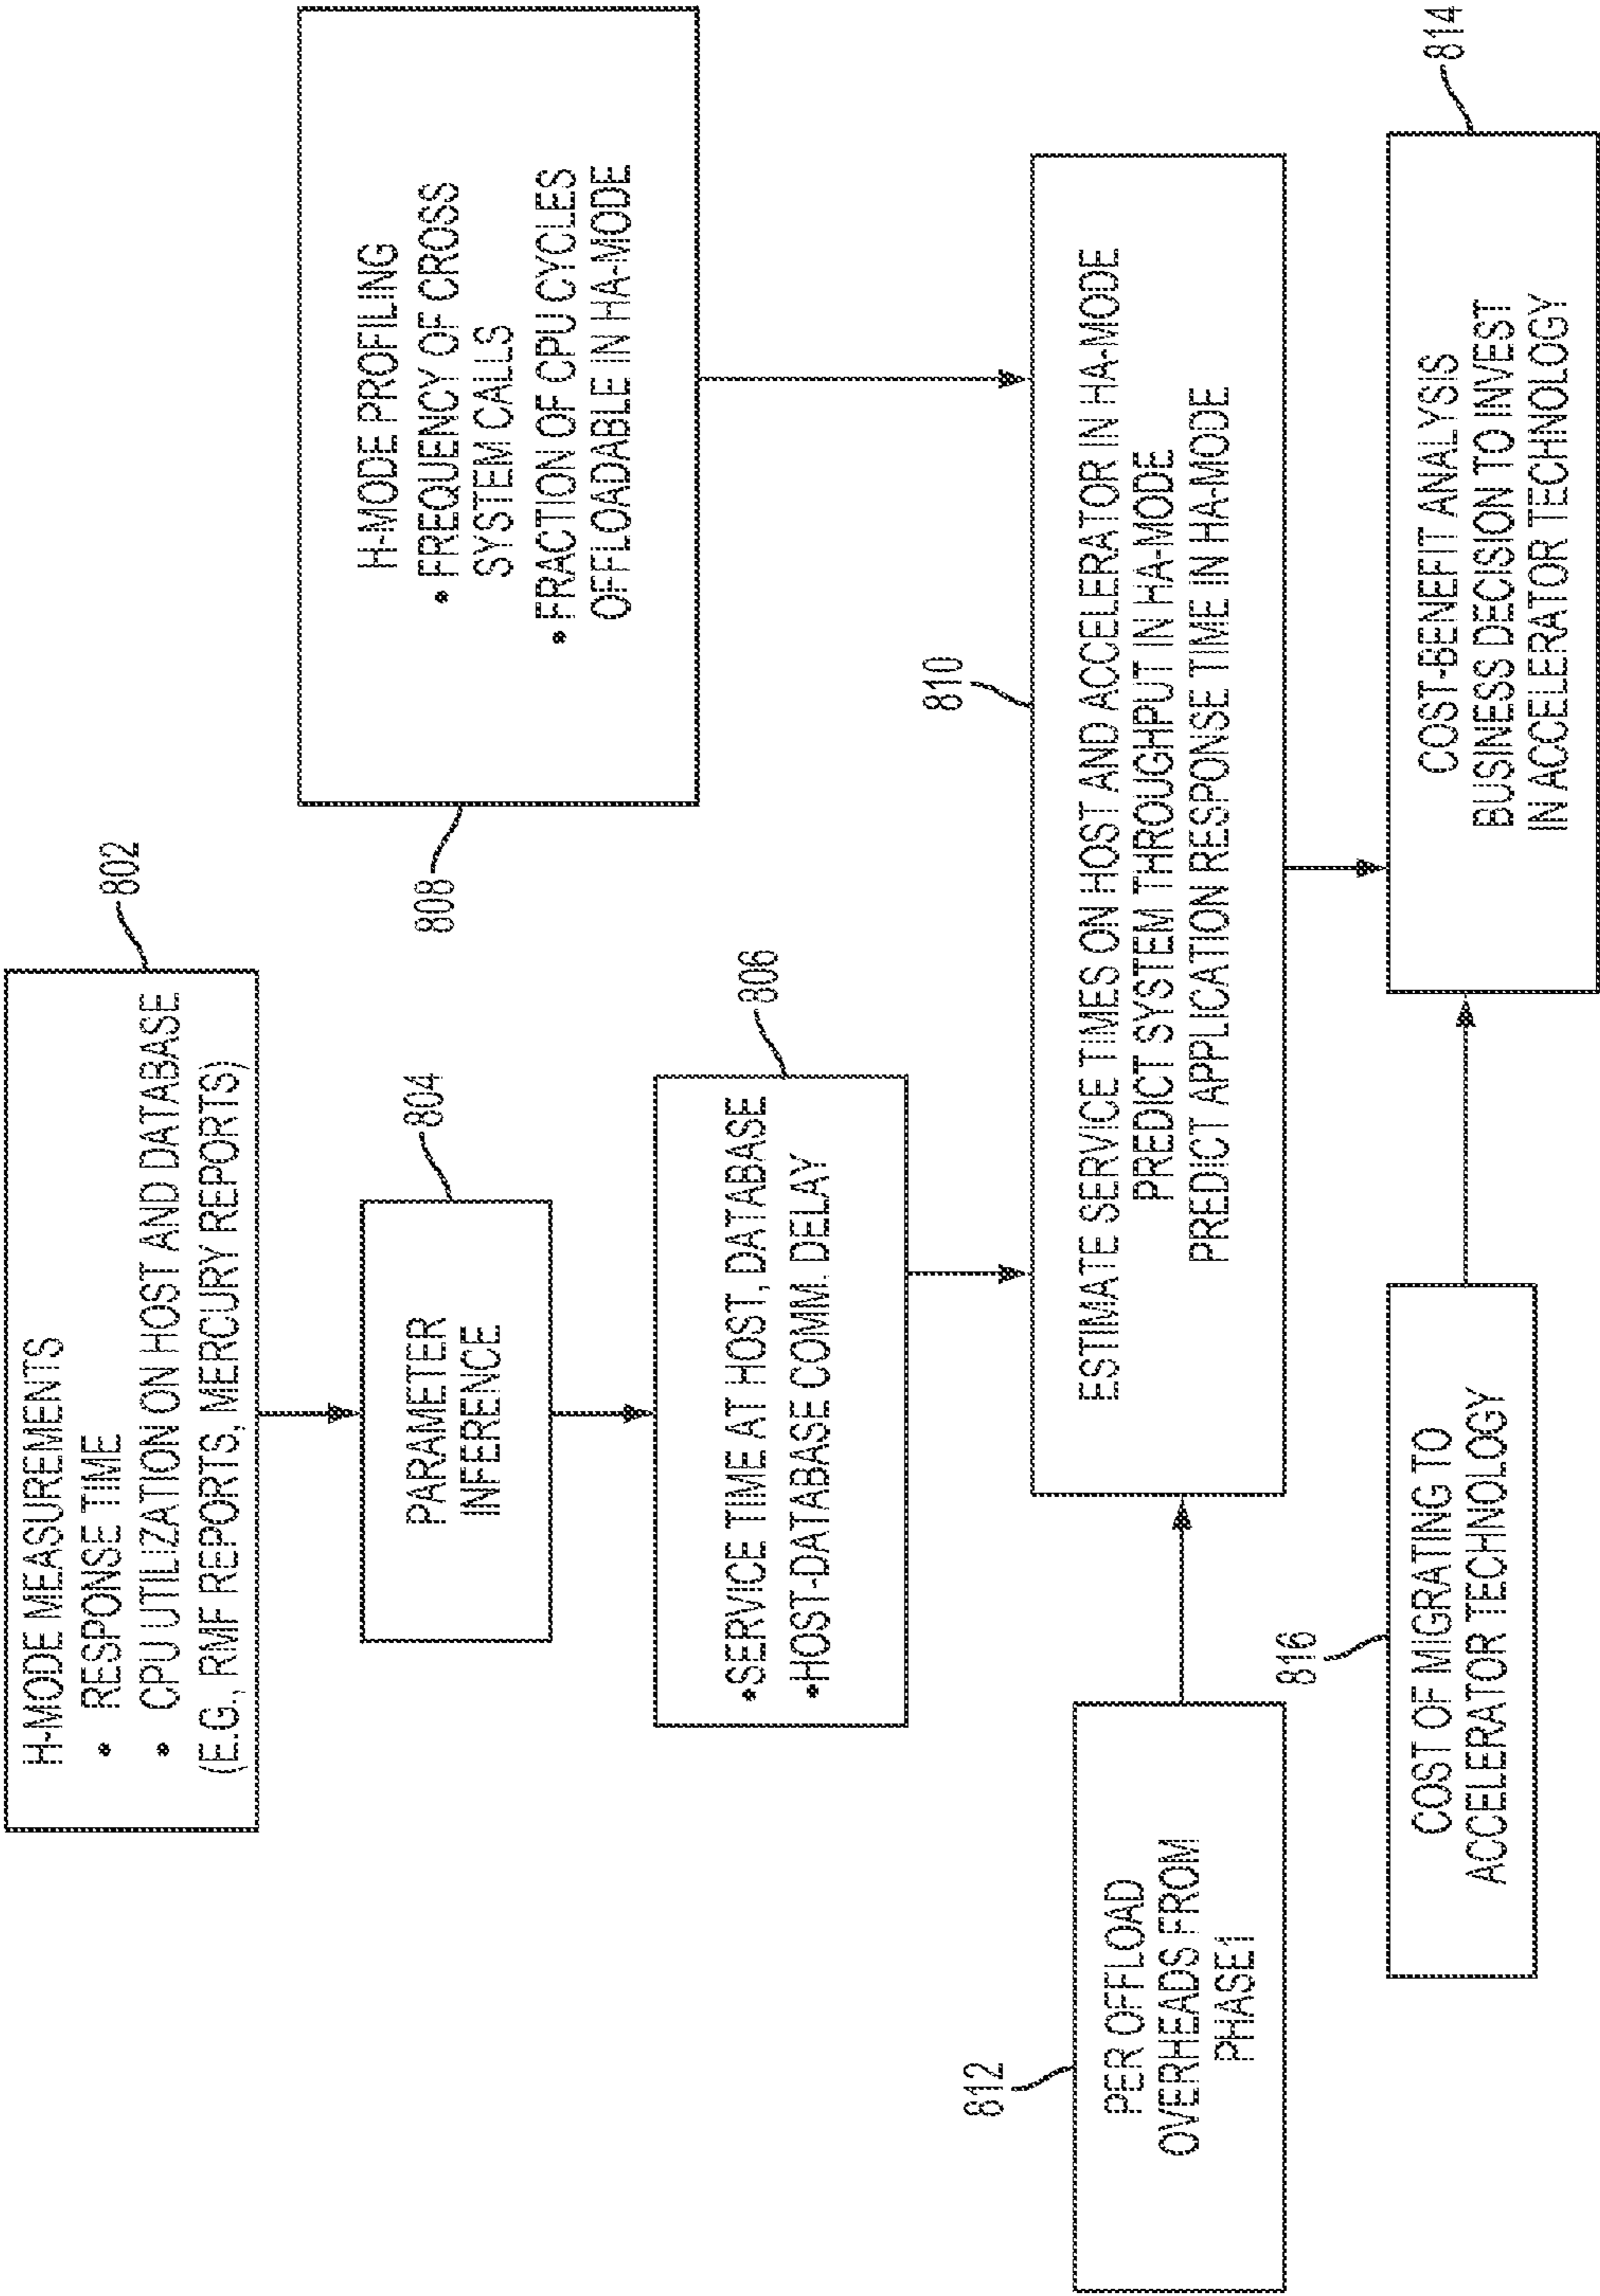 H-MODE MEASUREMENTS
• RESPONSE TIME
• CPU UTILIZATION ON HOST AND DATABASE
(E.G., RMF REPORTS, MERCURY REPORTS)
802
PARAMETER
INFERENCE
804
•SERVICE TIME AT HOST, DATABASE
•HOST-DATABASE COMM. DELAY
806
H-MODE PROFILING
• FREQUENCY OF CROSS
SYSTEM CALLS
• FRACTION OF CPU CYCLES
OFFLOADABLE IN HA-MODE
808
810
ESTIMATE SERVICE TIMES ON HOST AND ACCELERATOR IN HA-MODE
PREDICT SYSTEM THROUGHPUT IN HA-MODE
PREDICT APPLICATION RESPONSE TIME IN HA-MODE
812
PER OFFLOAD
OVERHEADS FROM
PHASE1
816
COST OF MIGRATING TO
ACCELERATOR TECHNOLOGY
COST-BENEFIT ANALYSIS
BUSINESS DECISION TO INVEST
IN ACCELERATOR TECHNOLOGY
814